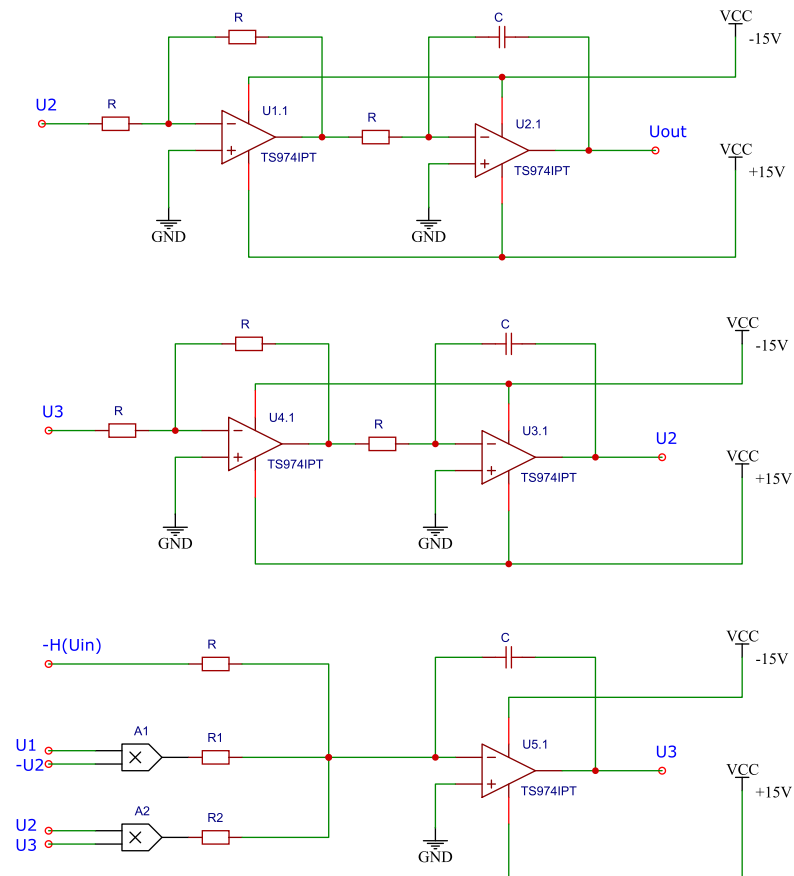 R
C
VCC
-15V
U2
R
U1.1
TS974IPT
R
U2.1
TS974IPT
Uout
VCC
+15V
GND
GND
R
C
VCC
-15V
U3
R
U4.1
TS974IPT
R
U3.1
TS974IPT
U2
VCC
+15V
GND
GND
-H(Uin)
R
C
VCC
-15V
U1
-U2
A1
R1
U5.1
TS974IPT
U3
VCC
+15V
U2
U3
A2
R2
GND